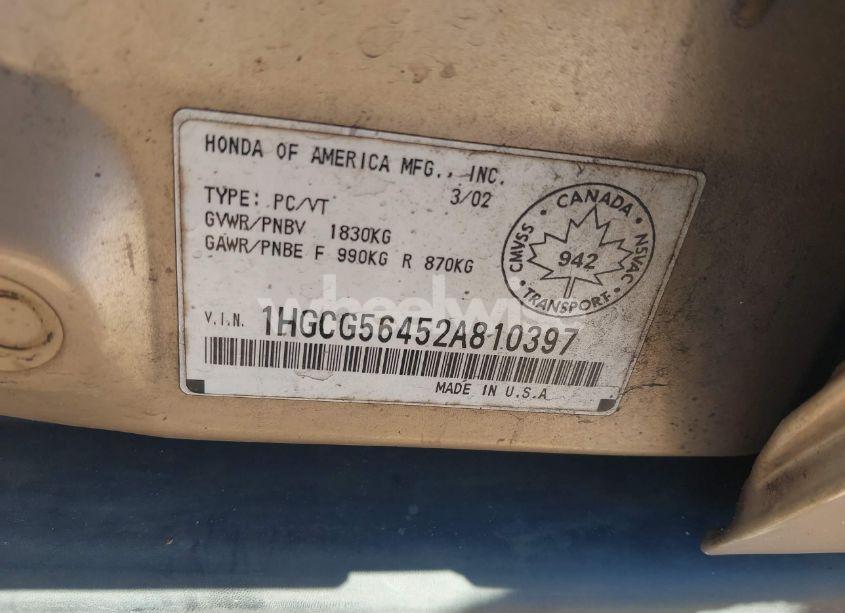 HONDA OF AMERICA MFG., INC.
3/02
TYPE: PC/VT
GVWR/PNBV 1830KG
GAWR/PNBE F 990KG R 870KG
V.I.N. 1HGCG56452A810397
MADE IN U.S.A
CANADA
CMVSS
NSVAC
942
TRANSPORT
wheelwis